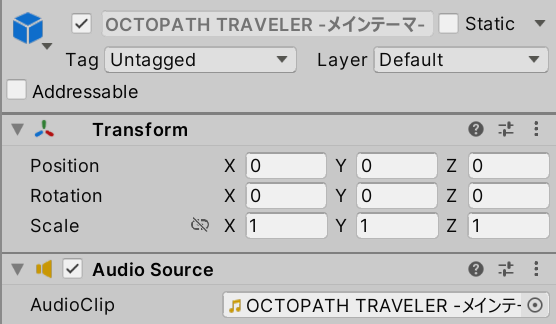 OCTOPATH TRAVELER -メインテーマ- Static
Tag Untagged Layer Default
Addressable
Transform
Position X 0 Y 0 Z 0
Rotation X 0 Y 0 Z 0
Scale X 1 Y 1 Z 1
Audio Source
AudioClip OCTOPATH TRAVELER -メインテー